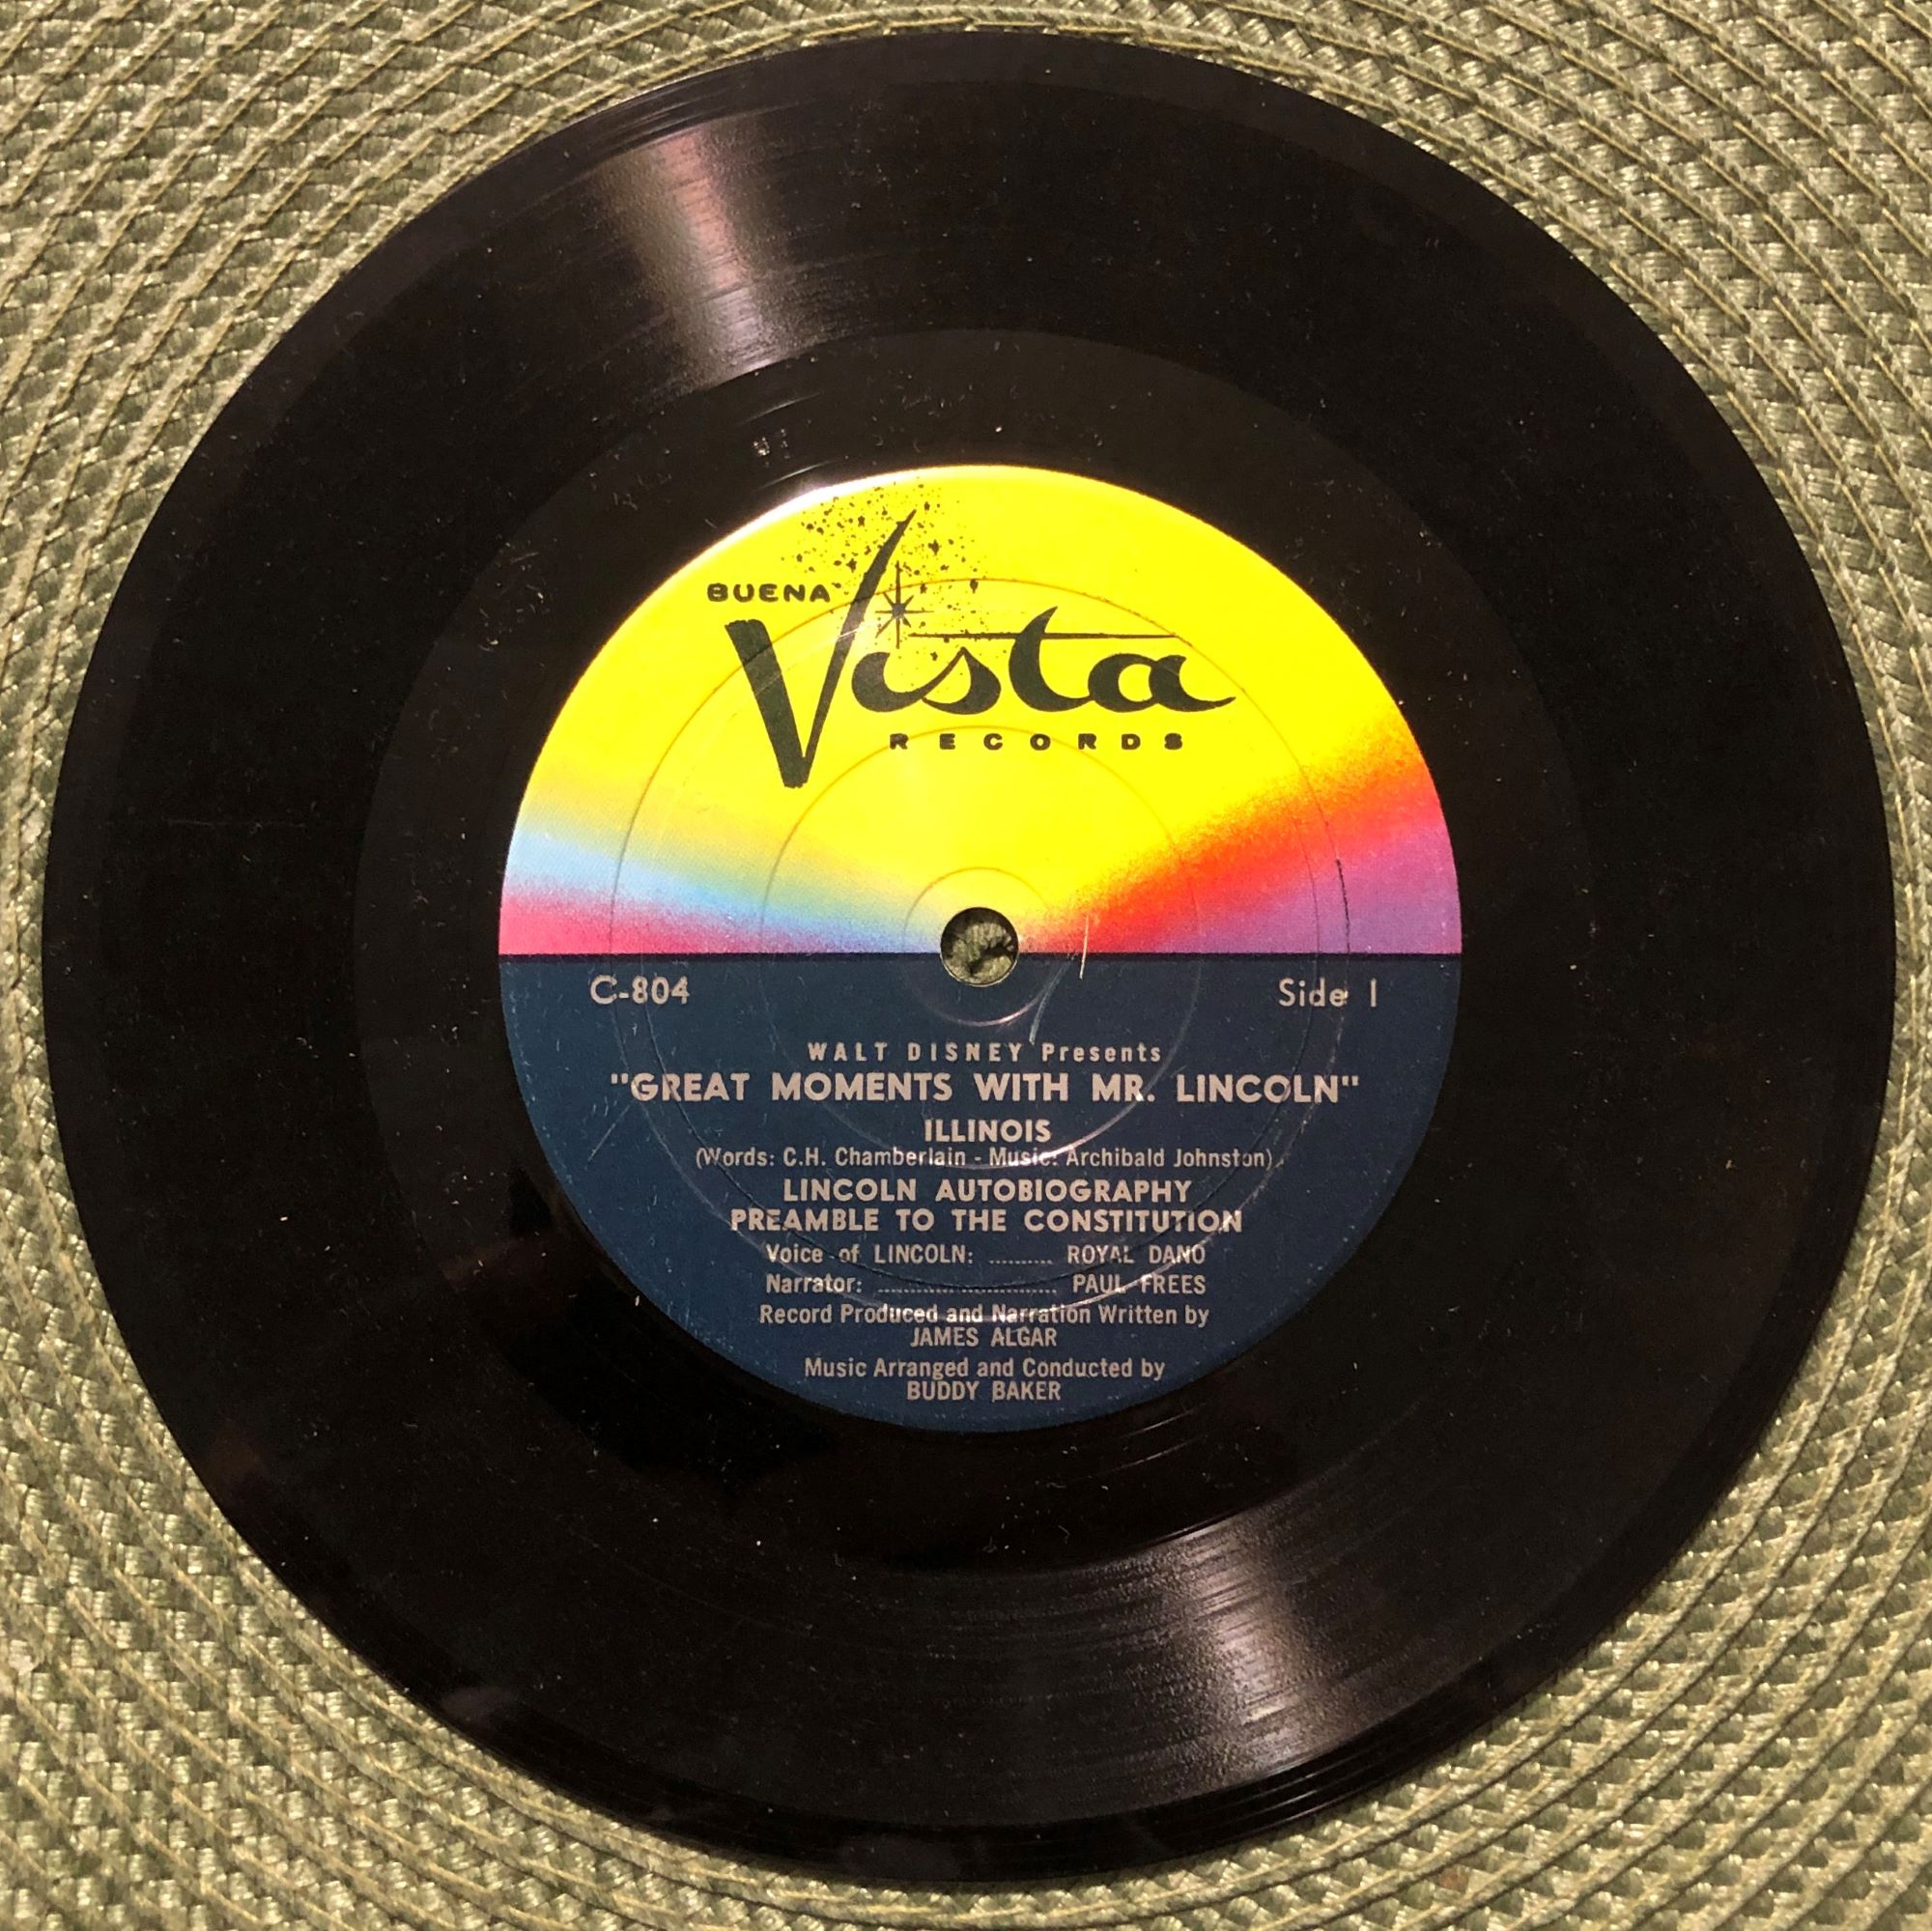 BUENA
Vista
RECORDS
C-804 Side 1
WALT DISNEY Presents
"GREAT MOMENTS WITH MR. LINCOLN"
ILLINOIS
(Words: C.H. Chamberlain - Music: Archibald Johnston)
LINCOLN AUTOBIOGRAPHY
PREAMBLE TO THE CONSTITUTION
Voice of LINCOLN: .......... ROYAL DANO
Narrator: ............................ PAUL FREES
Record Produced and Narration Written by
JAMES ALGAR
Music Arranged and Conducted by
BUDDY BAKER